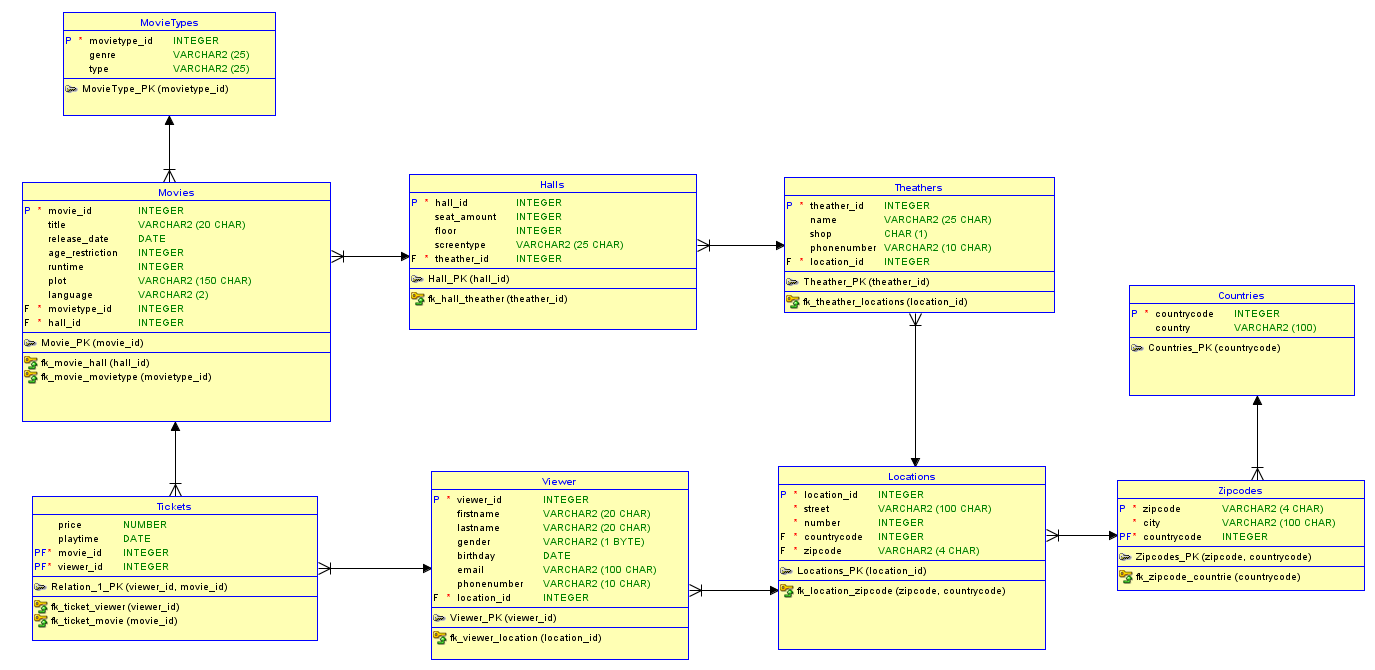 MovieTypes
P * movietype_id INTEGER
genre VARCHAR2 (25)
type VARCHAR2 (25)
MovieType_PK (movietype_id)
Movies
P * movie_id INTEGER
title VARCHAR2 (20 CHAR)
release_date DATE
age_restriction INTEGER
runtime INTEGER
plot VARCHAR2 (150 CHAR)
language VARCHAR2 (2)
F * movietype_id INTEGER
F * hall_id INTEGER
Movie_PK (movie_id)
fk_movie_hall (hall_id)
fk_movie_movietype (movietype_id)
Halls
P * hall_id INTEGER
seat_amount INTEGER
floor INTEGER
screentype VARCHAR2 (25 CHAR)
F * theather_id INTEGER
Hall_PK (hall_id)
fk_hall_theather (theather_id)
Theathers
P * theather_id INTEGER
name VARCHAR2 (25 CHAR)
shop CHAR (1)
phonenumber VARCHAR2 (10 CHAR)
F * location_id INTEGER
Theather_PK (theather_id)
fk_theather_locations (location_id)
Countries
P * countrycode INTEGER
country VARCHAR2 (100)
Countries_PK (countrycode)
Tickets
price NUMBER
playtime DATE
PF* movie_id INTEGER
PF* viewer_id INTEGER
Relation_1_PK (viewer_id, movie_id)
fk_ticket_viewer (viewer_id)
fk_ticket_movie (movie_id)
Viewer
P * viewer_id INTEGER
firstname VARCHAR2 (20 CHAR)
lastname VARCHAR2 (20 CHAR)
gender VARCHAR2 (1 BYTE)
birthday DATE
email VARCHAR2 (100 CHAR)
phonenumber VARCHAR2 (10 CHAR)
F * location_id INTEGER
Viewer_PK (viewer_id)
fk_viewer_location (location_id)
Locations
P * location_id INTEGER
* street VARCHAR2 (100 CHAR)
* number INTEGER
F * countrycode INTEGER
F * zipcode VARCHAR2 (4 CHAR)
Locations_PK (location_id)
fk_location_zipcode (zipcode, countrycode)
Zipcodes
P * zipcode VARCHAR2 (4 CHAR)
* city VARCHAR2 (100 CHAR)
PF* countrycode INTEGER
Zipcodes_PK (zipcode, countrycode)
fk_zipcode_countrie (countrycode)